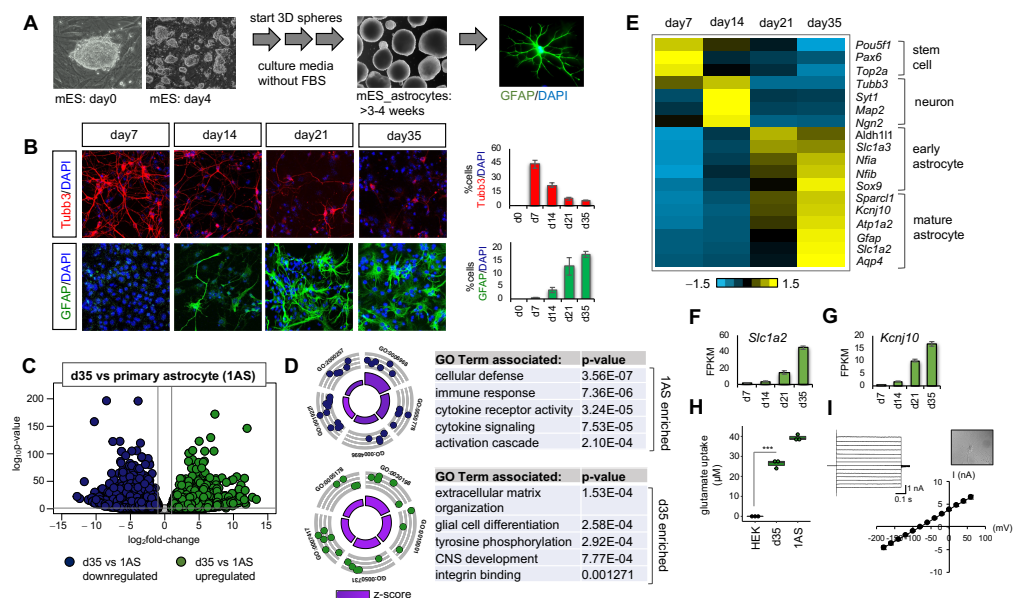 A
mES: day0
mES: day4
start 3D spheres
culture media
without FBS
mES_astrocytes:
>3-4 weeks
GFAP/DAPI
B
day7
day14
day21
day35
Tubb3/DAPI
GFAP/DAPI
%cells
Tubb3/DAPI
50
40
30
20
10
0
d0
d7
d14
d21
d35
%cells
GFAP/DAPI
20
15
10
5
0
d0
d7
d14
d21
d35
C
d35 vs primary astrocyte (1AS)
log₁₀p-value
200
150
100
50
0
−15
−10
−5
0
5
10
15
log₂fold-change
d35 vs 1AS
downregulated
d35 vs 1AS
upregulated
D
z-score
GO Term associated: p-value
cellular defense 3.56E-07
immune response 7.36E-06
cytokine receptor activity 3.24E-05
cytokine signaling 7.53E-05
activation cascade 2.10E-04
1AS enriched
GO Term associated: p-value
extracellular matrix
organization 1.53E-04
glial cell differentiation 2.58E-04
tyrosine phosphorylation 2.92E-04
CNS development 7.77E-04
integrin binding 0.001271
d35 enriched
E
day7 day14 day21 day35
Pou5f1
Pax6
Top2a
stem
cell
Tubb3
Syt1
Map2
Ngn2
neuron
Aldh1l1
Slc1a3
Nfia
Nfib
Sox9
early
astrocyte
Sparcl1
Kcnj10
Atp1a2
Gfap
Slc1a2
Aqp4
mature
astrocyte
−1.5
1.5
F
Slc1a2
FPKM
50
40
30
20
10
0
d7
d14
d21
d35
G
Kcnj10
FPKM
20
15
10
5
0
d7
d14
d21
d35
H
glutamate uptake
(µM)
40
20
0
***
HEK
d35
1AS
I
1 nA
0.1 s
I (nA)
10
5
-5
-10
-200
-150
-100
-50
0
50
100
(mV)